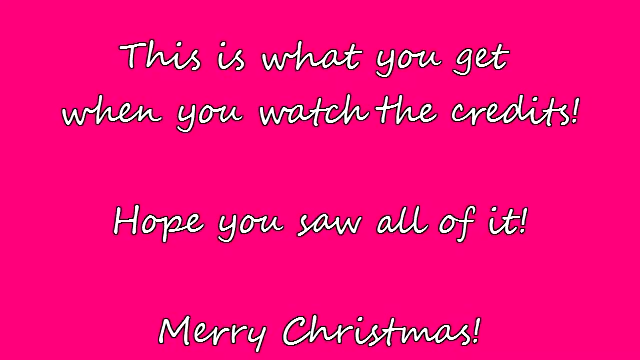 This is what you get
when you watch the credits!
Hope you saw all of it!
Merry Christmas!